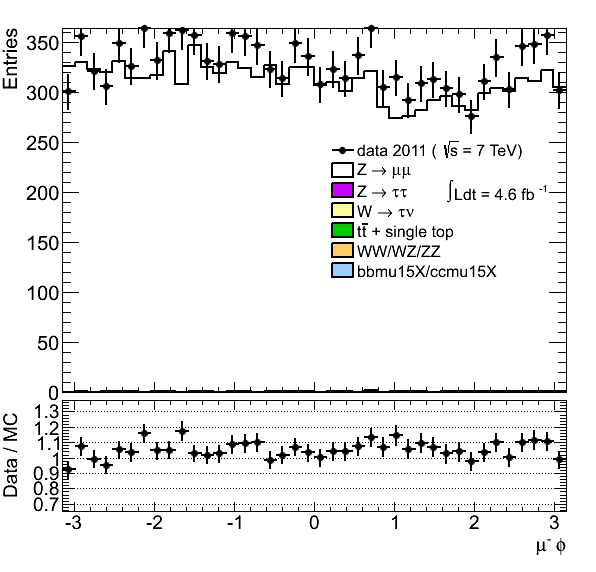 Entries
350
300
250
200
150
100
50
0
data 2011 ( √s = 7 TeV)
Z → μμ
Z → ττ
∫Ldt = 4.6 fb⁻¹
W → τν
tt̄ + single top
WW/WZ/ZZ
bbmu15X/ccmu15X
Data / MC
1.3
1.2
1.1
1
0.9
0.8
0.7
-3 -2 -1 0 1 2 3
μ⁻ ϕ